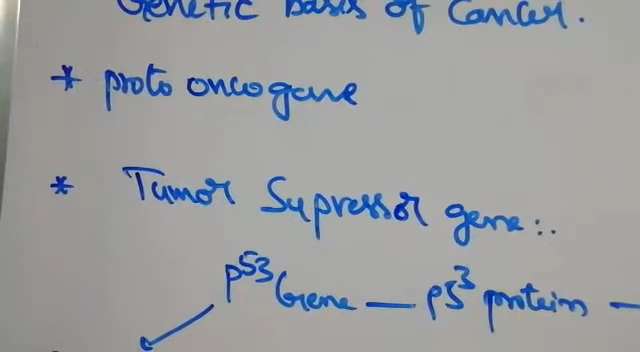 Genetic basis of Cancer.
* proto oncogene
* Tumor Supressor gene:.
p53 Gene — p53 protein —